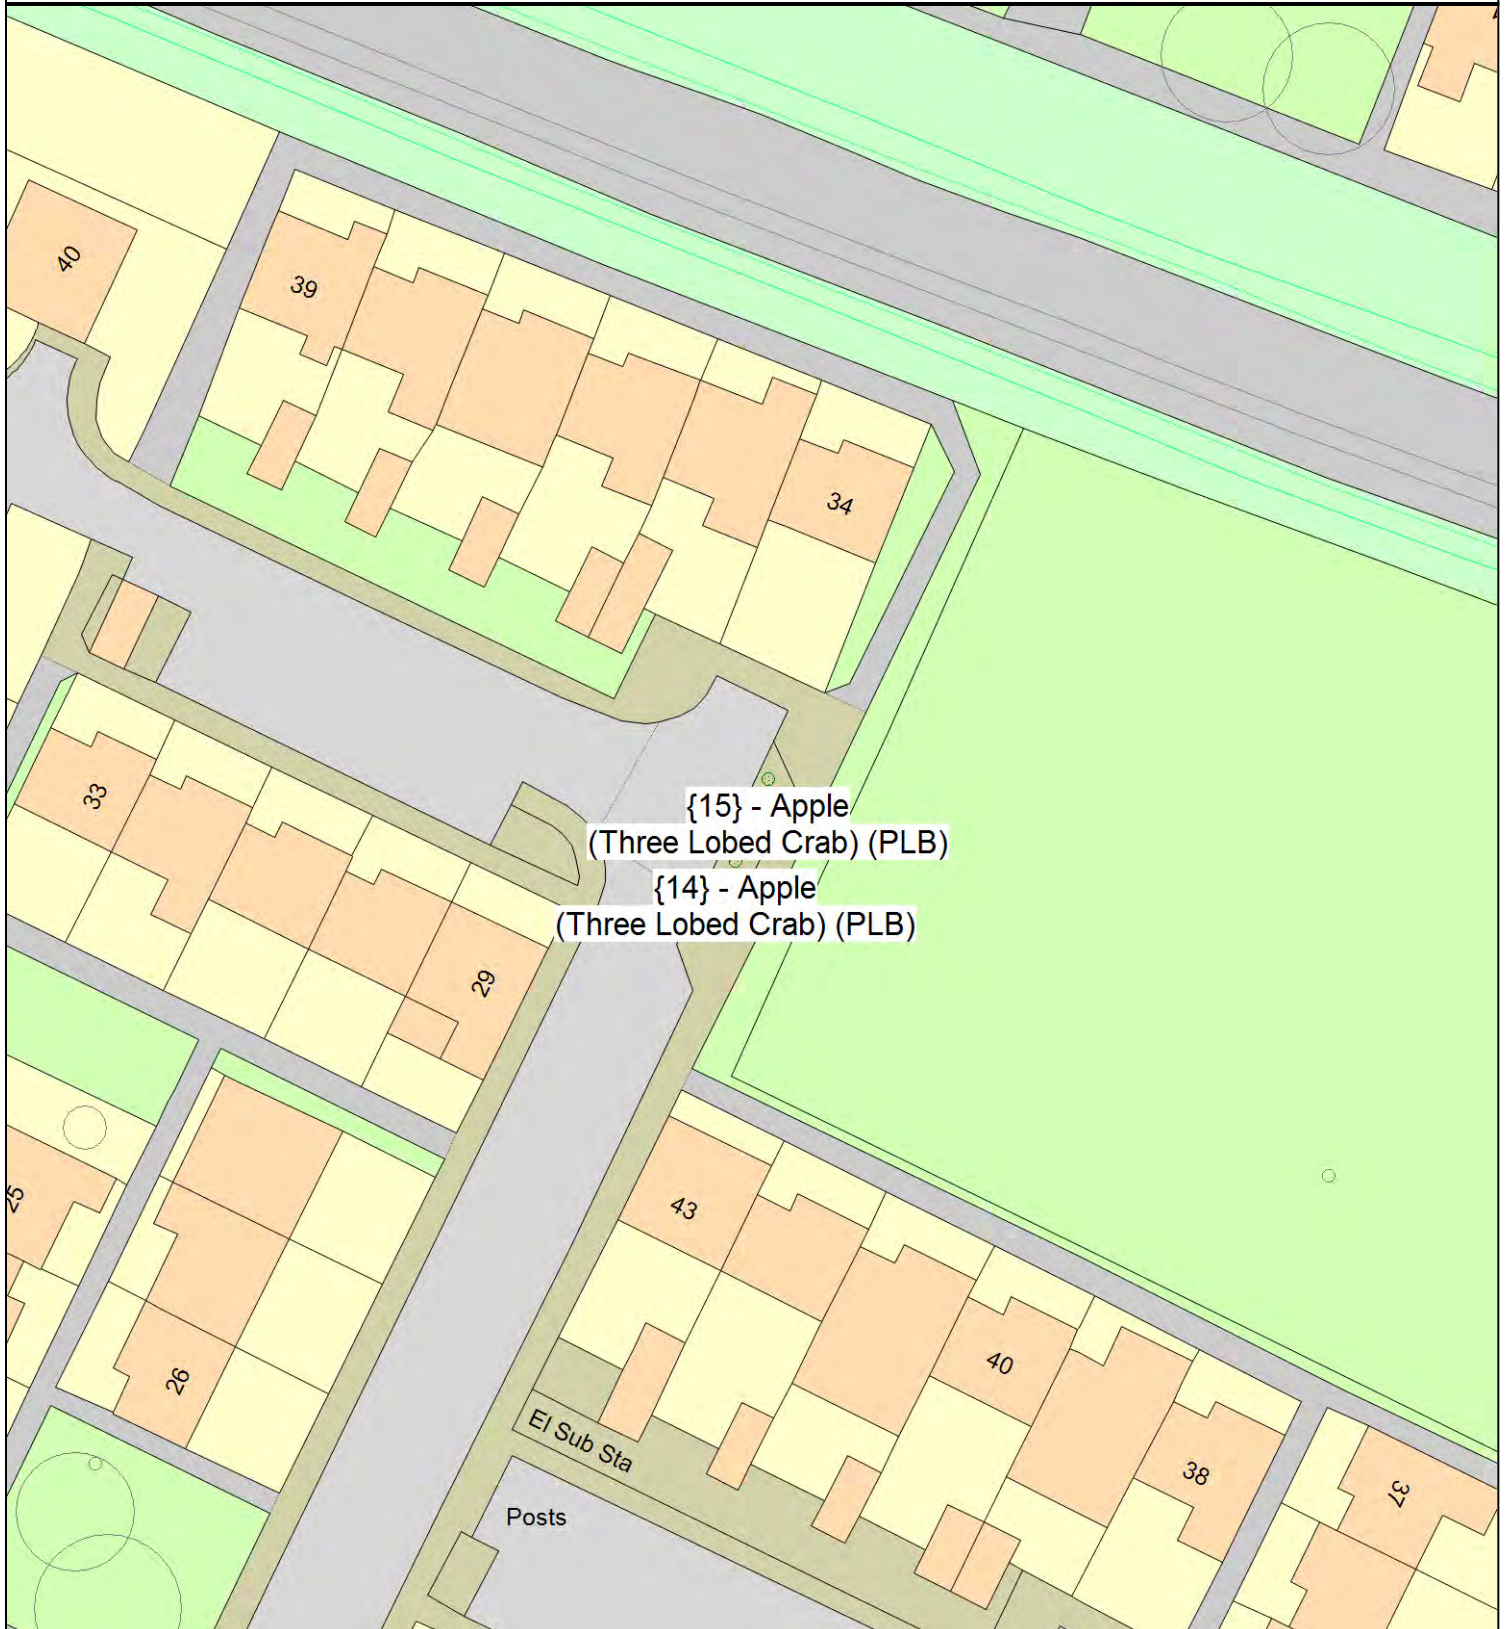 40
39
34
33
{15} - Apple
(Three Lobed Crab) (PLB)
{14} - Apple
(Three Lobed Crab) (PLB)
29
25
43
26
40
38
37
El Sub Sta
Posts